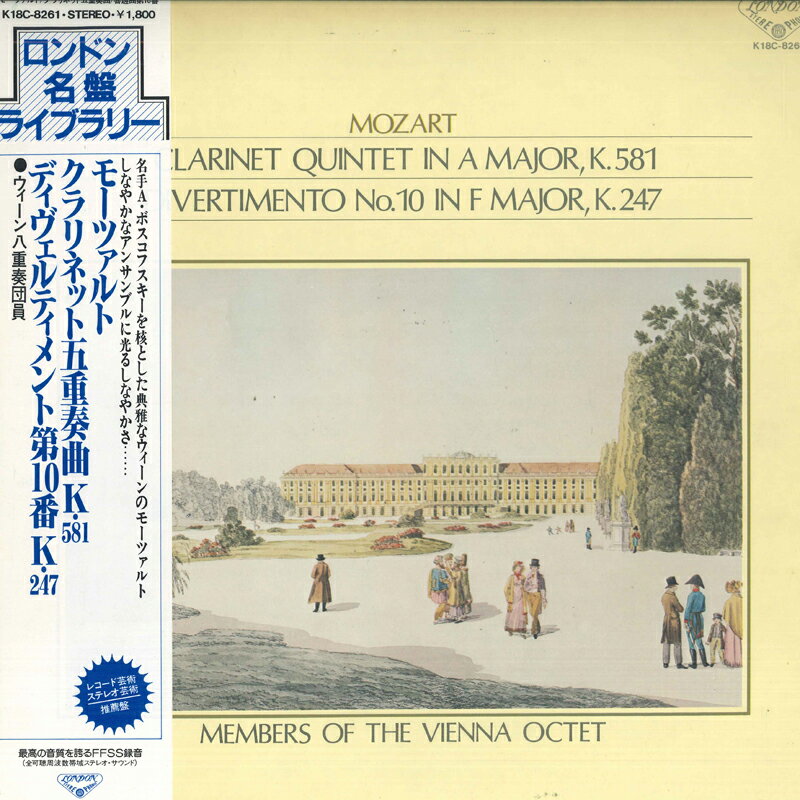 K18C-8261・STEREO・¥1,800
ロンドン
名盤
ライブラリー
名手A・ボスコフスキーを核とした典雅なウィーンのモーツァルト
しなやかなアンサンブルに光るしなやかさ……
モーツァルト
クラリネット五重奏曲 K.581
ディヴェルティメント第10番 K.247
●ウィーン八重奏団員
レコード芸術
ステレオ芸術
推薦盤
最高の音質を誇るFFSS録音
(全可聴周波数帯域ステレオ・サウンド)
LONDON
LONDON
K18C-826
MOZART
CLARINET QUINTET IN A MAJOR, K.581
VERTIMENTO No.10 IN F MAJOR, K.247
MEMBERS OF THE VIENNA OCTET